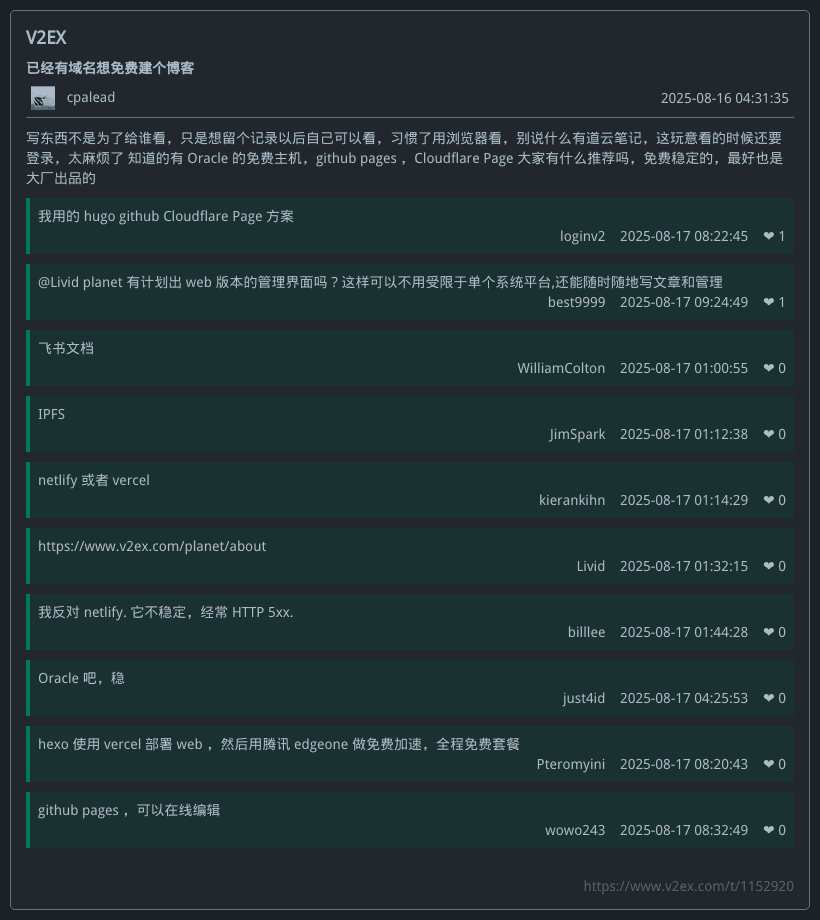 V2EX
已经有域名想免费建个博客
cpalead 2025-08-16 04:31:35
写东西不是为了给谁看，只是想留个记录以后自己可以看，习惯了用浏览器看，别说什么有道云笔记，这玩意看的时候还要
登录，太麻烦了 知道的有 Oracle 的免费主机，github pages ，Cloudflare Page 大家有什么推荐吗，免费稳定的，最好也是
大厂出品的
我用的 hugo github Cloudflare Page 方案
loginv2 2025-08-17 08:22:45 ❤ 1
@Livid planet 有计划出 web 版本的管理界面吗？这样可以不用受限于单个系统平台,还能随时随地写文章和管理
best9999 2025-08-17 09:24:49 ❤ 1
飞书文档
WilliamColton 2025-08-17 01:00:55 ❤ 0
IPFS
JimSpark 2025-08-17 01:12:38 ❤ 0
netlify 或者 vercel
kierankihn 2025-08-17 01:14:29 ❤ 0
https://www.v2ex.com/planet/about
Livid 2025-08-17 01:32:15 ❤ 0
我反对 netlify. 它不稳定，经常 HTTP 5xx.
billlee 2025-08-17 01:44:28 ❤ 0
Oracle 吧，稳
just4id 2025-08-17 04:25:53 ❤ 0
hexo 使用 vercel 部署 web ，然后用腾讯 edgeone 做免费加速，全程免费套餐
Pteromyini 2025-08-17 08:20:43 ❤ 0
github pages ，可以在线编辑
wowo243 2025-08-17 08:32:49 ❤ 0
https://www.v2ex.com/t/1152920